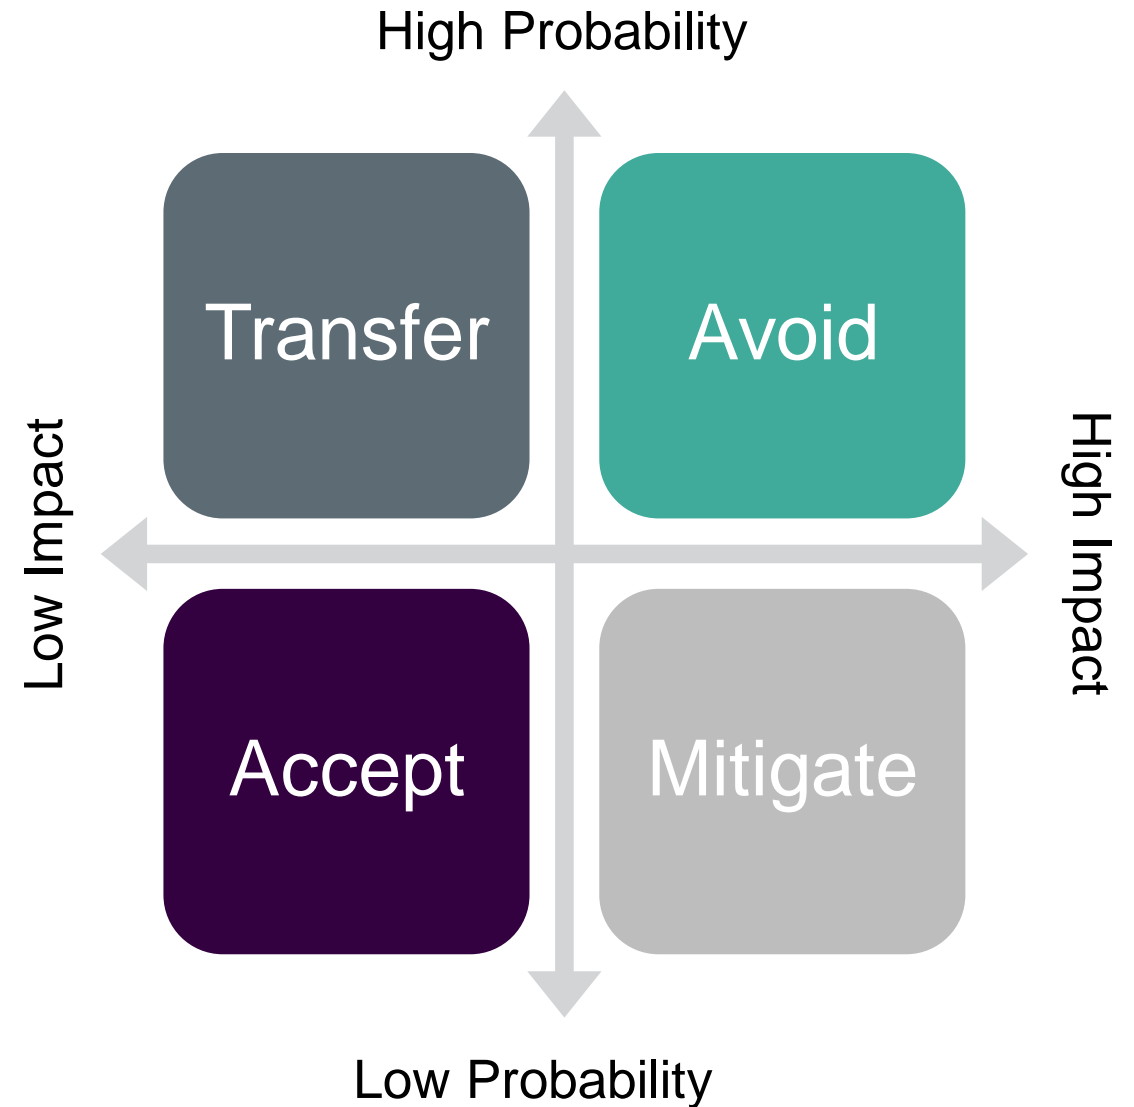 High Probability
Transfer
Avoid
Low Impact
High Impact
Accept
Mitigate
Low Probability